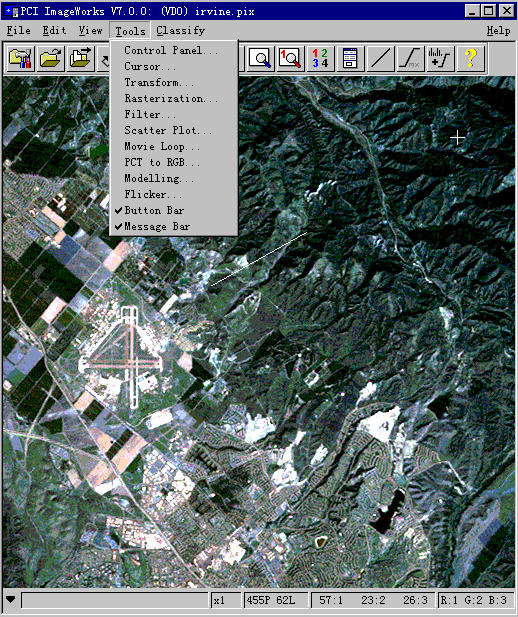 PCI ImageWorks V7.0.0: (VDO) irvine.pix
File Edit View Tools Classify Help
Control Panel...
Cursor...
Transform...
Rasterization...
Filter...
Scatter Plot...
Movie Loop...
PCT to RGB...
Modelling...
Flicker...
Button Bar
Message Bar
1 1 2
3 4 MX ?
x1 455P 62L 57:1 23:2 26:3 R:1 G:2 B:3